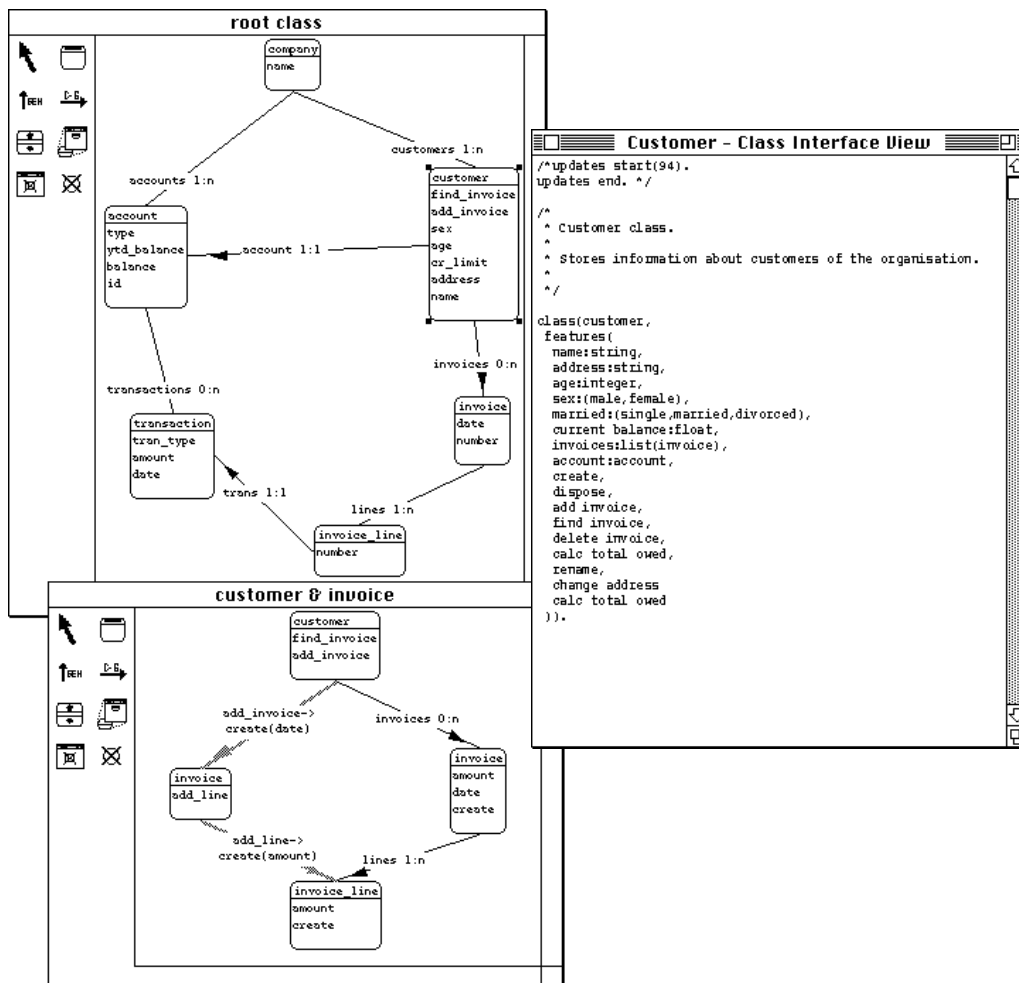 root class
GEN
C-S
company
name
customers 1:n
accounts 1:n
customer
find_invoice
add_invoice
sex
age
cr_limit
address
name
account
type
ytd_balance
balance
id
account 1:1
invoices 0:n
transactions 0:n
invoice
date
number
transaction
tran_type
amount
date
trans 1:1
lines 1:n
invoice_line
number
Customer - Class Interface View
/*updates start(94).
updates end. */
/*
* Customer class.
*
* Stores information about customers of the organisation.
*
*/
class(customer,
features(
name:string,
address:string,
age:integer,
sex:(male,female),
married:(single,married,divorced),
current balance:float,
invoices:list(invoice),
account:account,
create,
dispose,
add invoice,
find invoice,
delete invoice,
calc total owed,
rename,
change address
calc total owed
)).
customer & invoice
GEN
C-S
customer
find_invoice
add_invoice
add_invoice->
create(date)
invoices 0:n
invoice
add_line
invoice
amount
date
create
add_line->
create(amount)
lines 1:n
invoice_line
amount
create